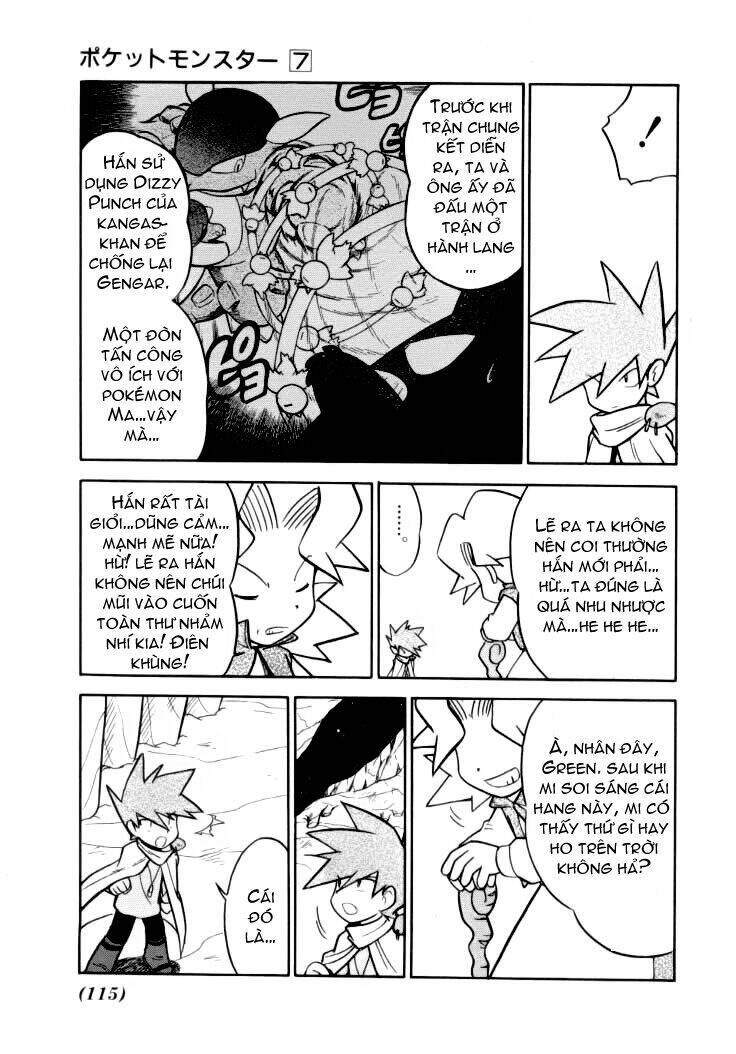 ポケットモンスター 7
!
TRƯỚC KHI
TRẬN CHUNG
KẾT DIỄN
RA, TA VÀ
ÔNG ẤY ĐÃ
ĐẤU MỘT
TRẬN Ở
HÀNH LANG
...
ピヨ
ピヨ
HẮN SỬ
DỤNG DIZZY
PUNCH CỦA
KANGAS-
KHAN ĐỂ
CHỐNG LẠI
GENGAR.
MỘT ĐÒN
TẤN CÔNG
VÔ ÍCH VỚI
POKÉMON
MA...VẬY
MÀ...
LẼ RA TA KHÔNG
NÊN COI THƯỜNG
HẮN MỚI PHẢI...
HỪ...TA ĐÚNG LÀ
QUÁ NHU NHƯỢC
MÀ...HE HE HE...
......。
HẮN RẤT TÀI
GIỎI...DŨNG CẢM...
MẠNH MẼ NỮA!
HỪ! LẼ RA HẮN
KHÔNG NÊN CHÚI
MŨI VÀO CUỐN
TOÀN THƯ NHẢM
NHÍ KIA! ĐIÊN
KHÙNG!
À, NHÂN ĐÂY,
GREEN. SAU KHI
MI SOI SÁNG CÁI
HANG NÀY, MI CÓ
THẤY THỨ GÌ HAY
HO TRÊN TRỜI
KHÔNG HẢ?
CÁI
ĐÓ
LÀ...
(115)